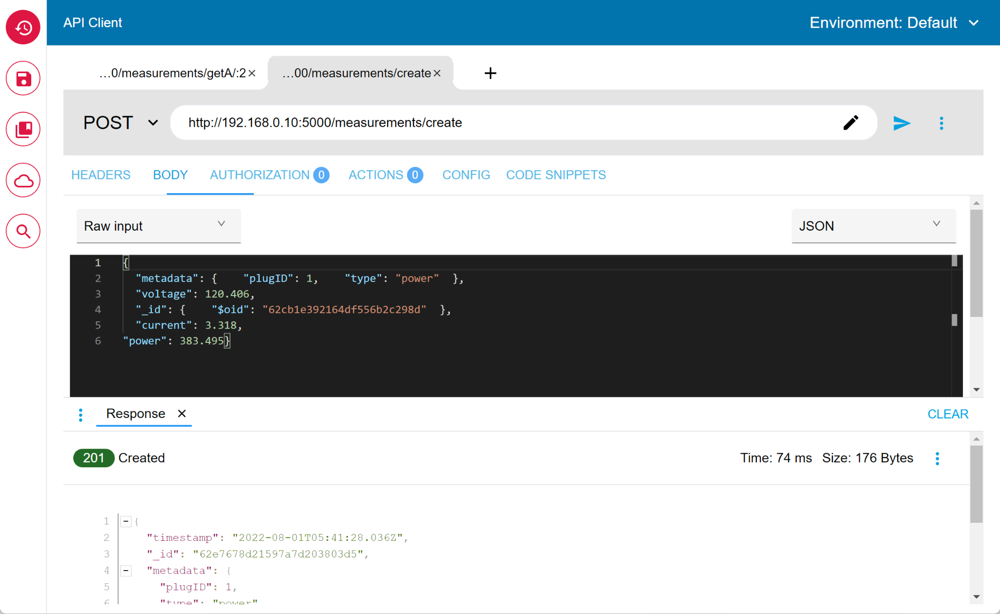 API Client
Environment: Default
...0/measurements/getA/:2
...00/measurements/create
POST
http://192.168.0.10:5000/measurements/create
HEADERS BODY AUTHORIZATION 0 ACTIONS 0 CONFIG CODE SNIPPETS
Raw input
JSON
1 {
2 "metadata": { "plugID": 1, "type": "power" },
3 "voltage": 120.406,
4 "_id": { "$oid": "62cb1e392164df556b2c298d" },
5 "current": 3.318,
6 "power": 383.495}
Response
CLEAR
201 Created
Time: 74 ms Size: 176 Bytes
1 {
2 "timestamp": "2022-08-01T05:41:28.036Z",
3 "_id": "62e7678d21597a7d203803d5",
4 "metadata": {
5 "plugID": 1,
6 "type": "power"